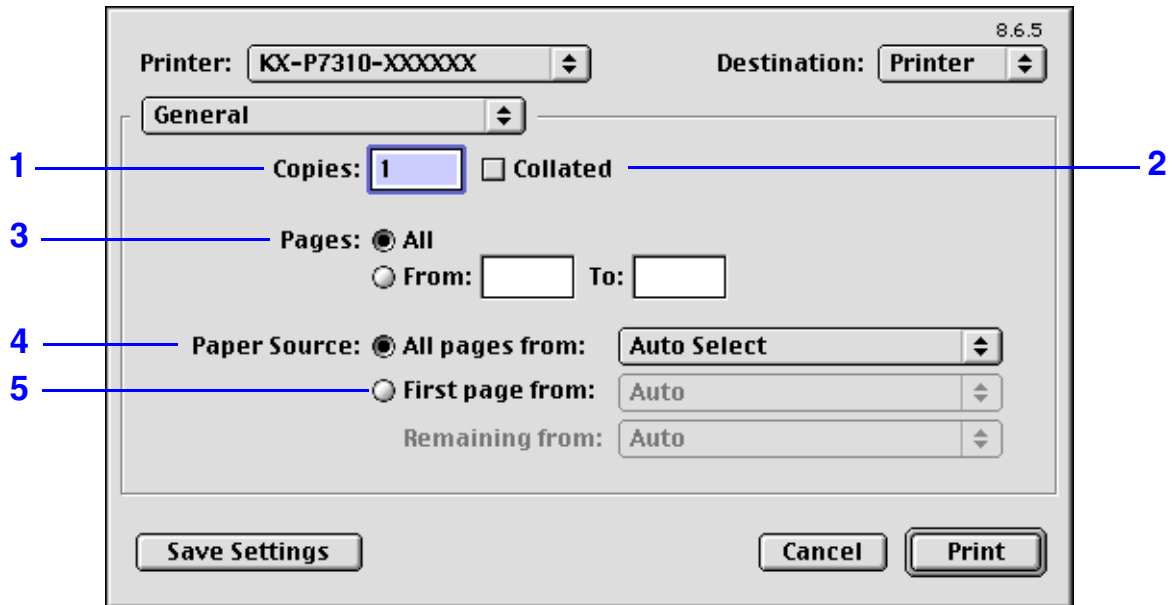 8.6.5
Printer: KX-P7310-XXXXXX Destination: Printer
General
1 Copies: 1 Collated 2
3 Pages: All
From: To:
4 Paper Source: All pages from: Auto Select
5 First page from: Auto
Remaining from: Auto
Save Settings Cancel Print